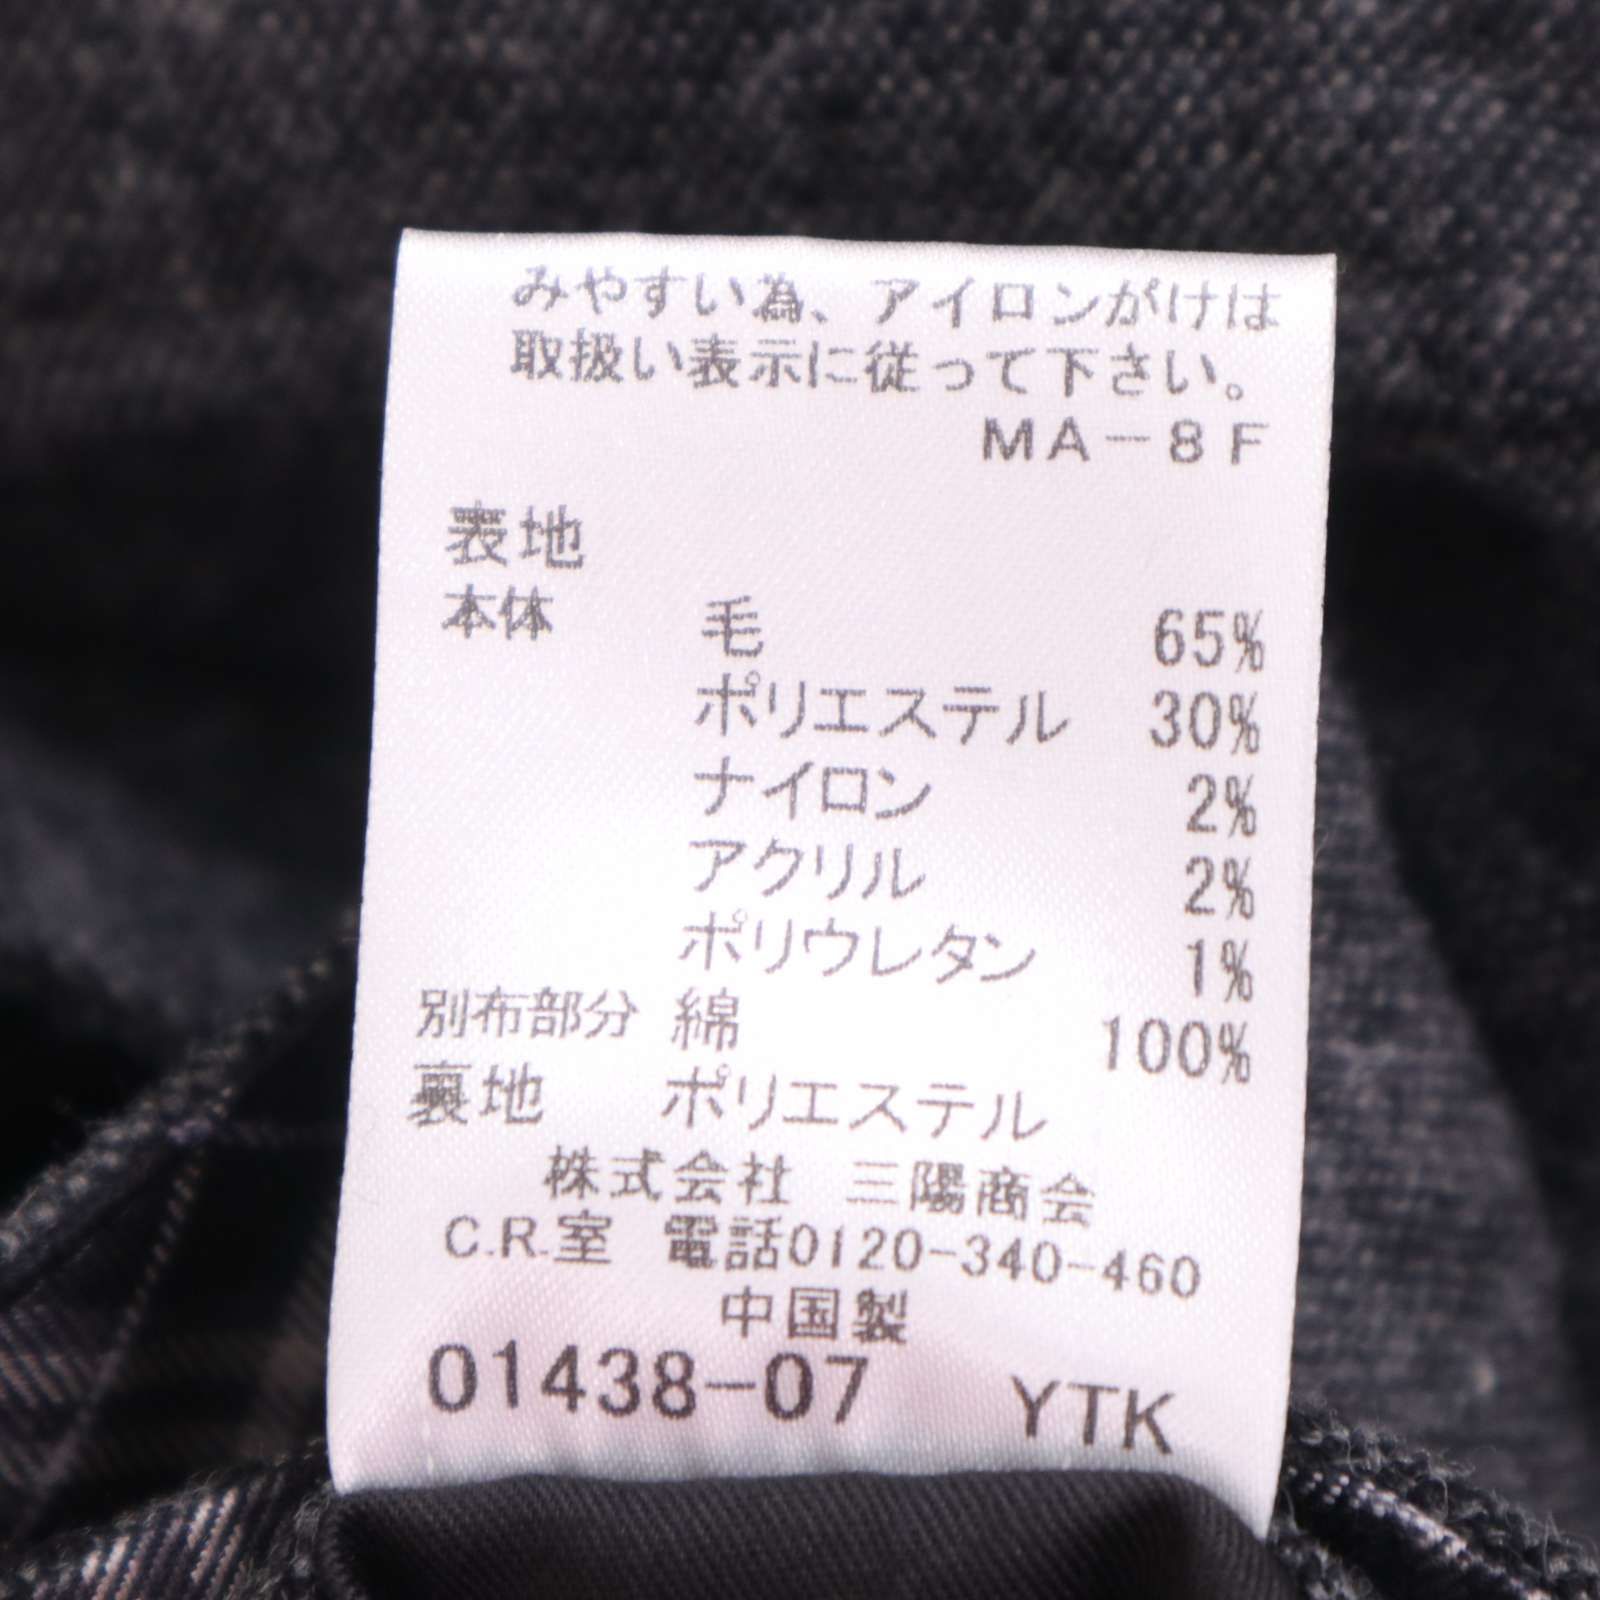 みやすい為、アイロンがけは
取扱い表示に従って下さい。
MA－8F
表地
本体 毛 65%
ポリエステル 30%
ナイロン 2%
アクリル 2%
ポリウレタン 1%
別布部分 綿 100%
裏地 ポリエステル
株式会社 三陽商会
C.R.室 電話0120-340-460
中国製
01438-07 YTK